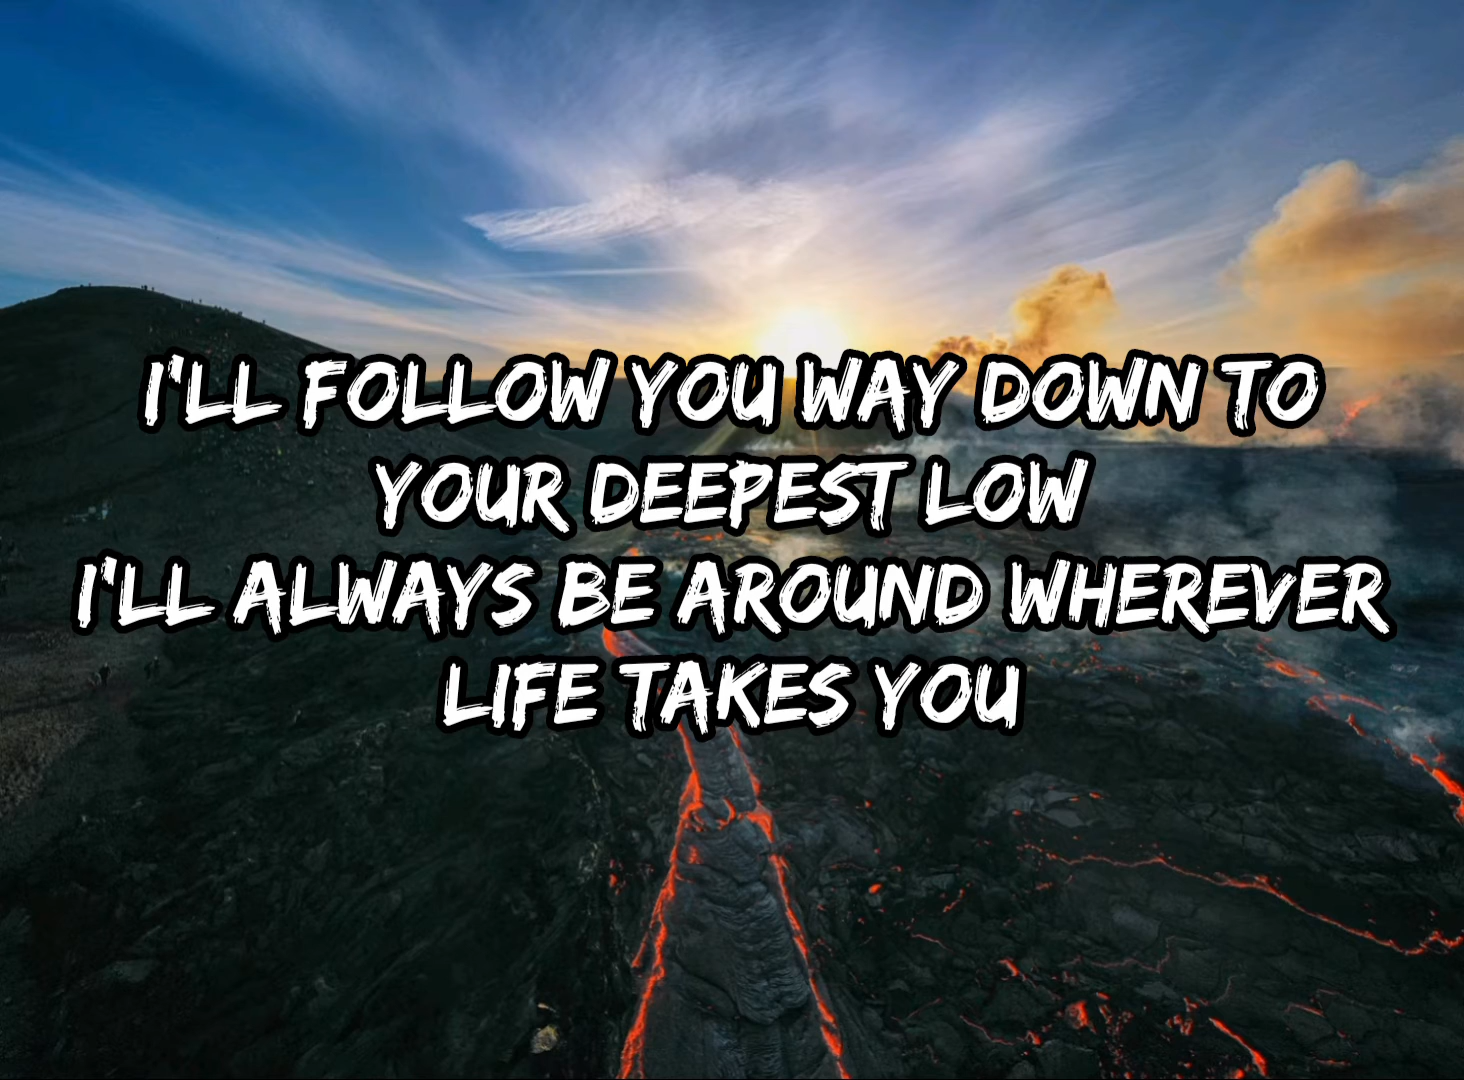 I'LL FOLLOW YOU WAY DOWN TO
YOUR DEEPEST LOW
I'LL ALWAYS BE AROUND WHEREVER
LIFE TAKES YOU